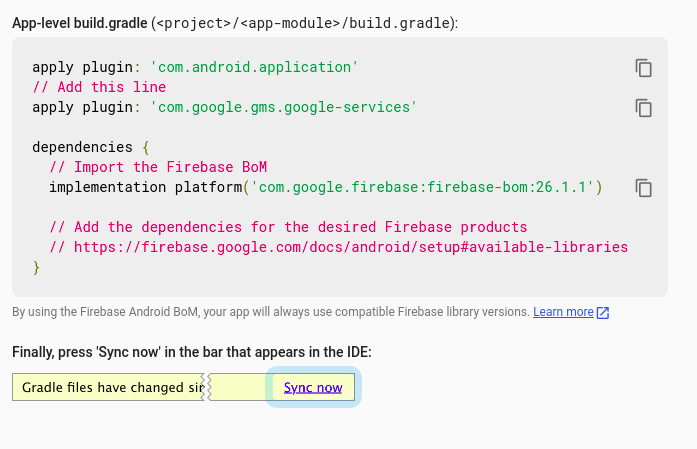 App-level build.gradle (<project>/<app-module>/build.gradle):
apply plugin: 'com.android.application'
// Add this line
apply plugin: 'com.google.gms.google-services'
dependencies {
// Import the Firebase BoM
implementation platform('com.google.firebase:firebase-bom:26.1.1')
// Add the dependencies for the desired Firebase products
// https://firebase.google.com/docs/android/setup#available-libraries
}
By using the Firebase Android BoM, your app will always use compatible Firebase library versions. Learn more
Finally, press 'Sync now' in the bar that appears in the IDE:
Gradle files have changed sin Sync now